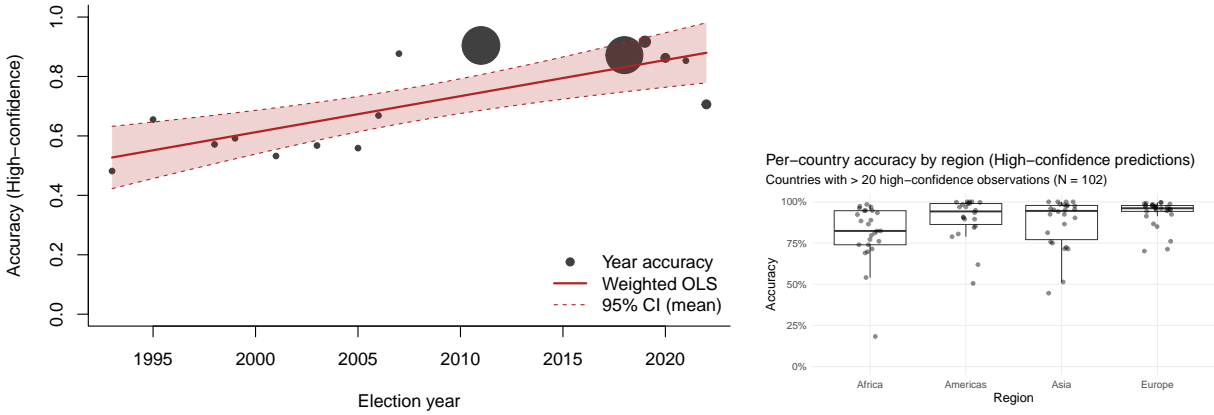 Accuracy (High−confidence)
1.0
0.8
0.6
0.4
0.2
0.0
1995
2000
2005
2010
2015
2020
Election year
Year accuracy
Weighted OLS
95% CI (mean)
Per−country accuracy by region (High−confidence predictions)
Countries with > 20 high−confidence observations (N = 102)
Accuracy
100%
75%
50%
25%
0%
Africa
Americas
Asia
Europe
Region